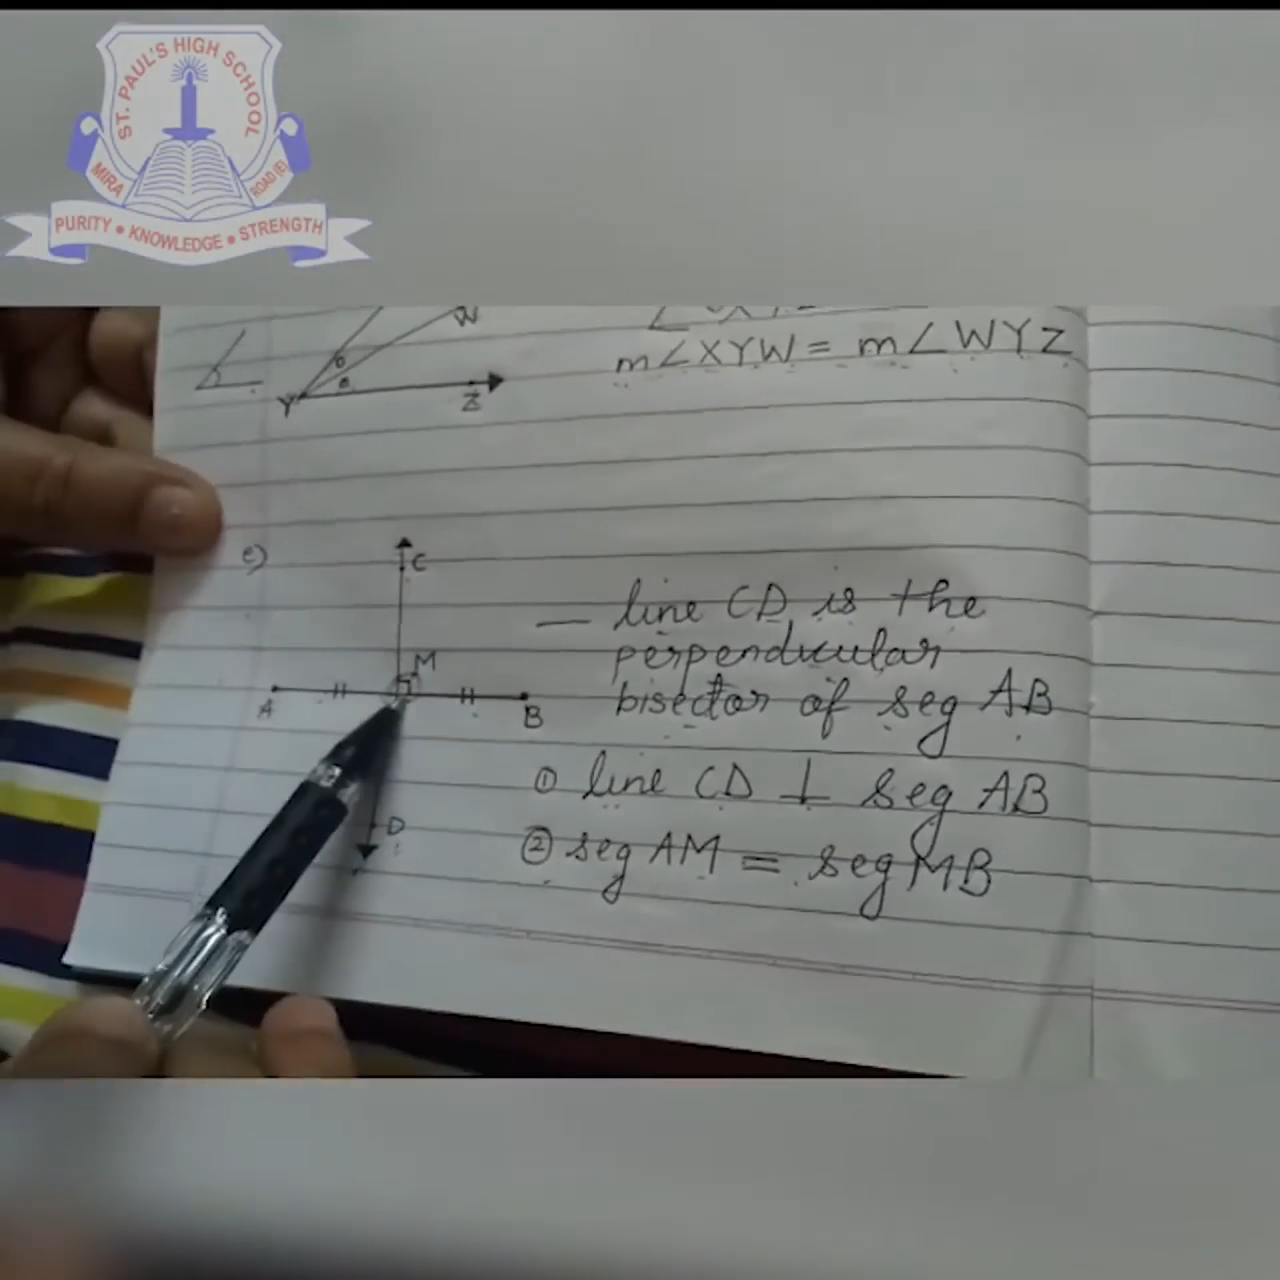 ST. PAUL'S HIGH SCHOOL
MIRA ROAD (E)
PURITY • KNOWLEDGE • STRENGTH
W
m∠XYW = m∠WYZ
Y Z
e)
C
M
A B
D
— line CD is the
perpendicular
bisector of seg AB
① line CD ⊥ seg AB
② seg AM = seg MB